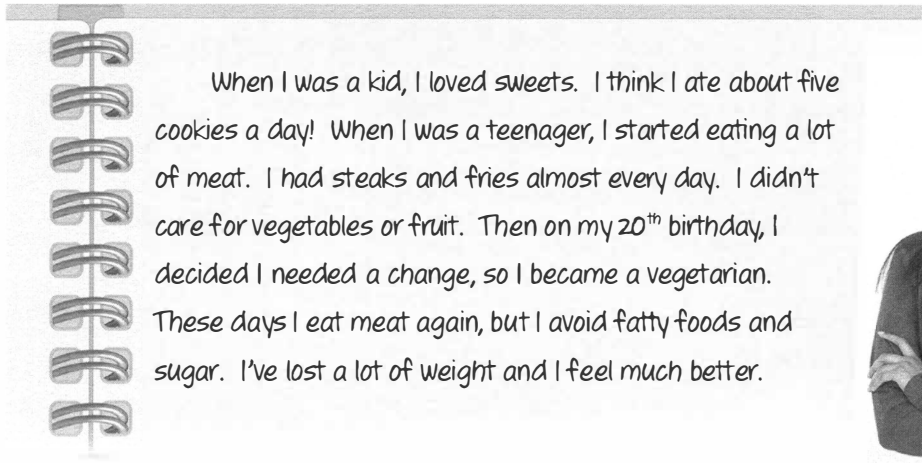 When I was a kid, I loved sweets. I think I ate about five
cookies a day! When I was a teenager, I started eating a lot
of meat. I had steaks and fries almost every day. I didn't
care for vegetables or fruit. Then on my 20th birthday, I
decided I needed a change, so I became a vegetarian.
These days I eat meat again, but I avoid fatty foods and
sugar. I've lost a lot of weight and I feel much better.